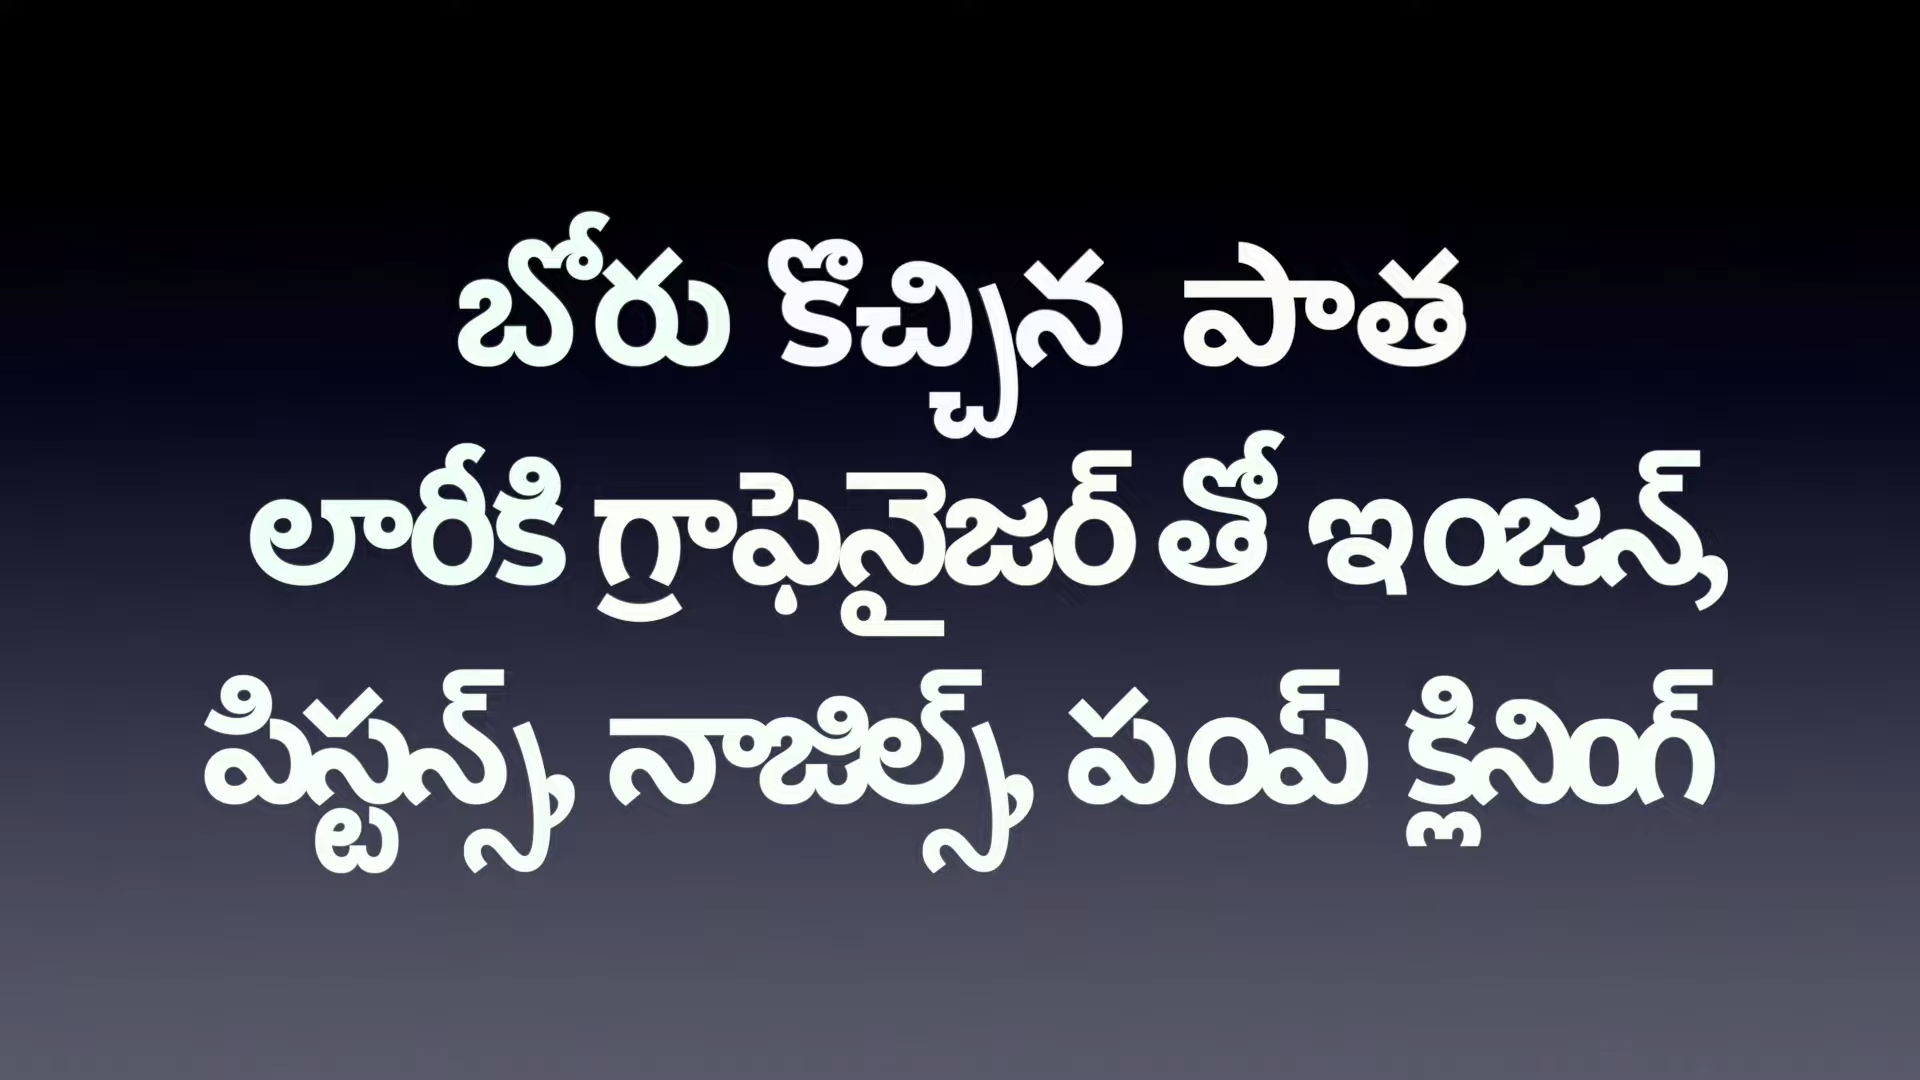 బోరు కొచ్చిన పాత
లారీకి గ్రాఫెనైజర్ తో ఇంజన్,
పిస్టన్స్, నాజిల్స్, పంప్ క్లినింగ్